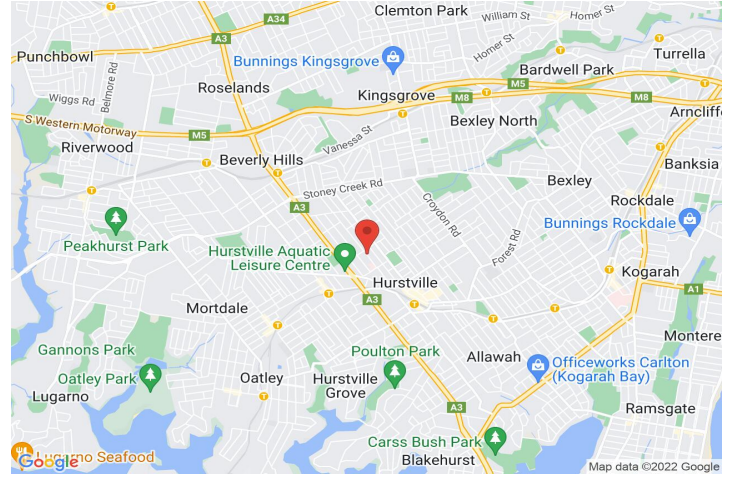 Clemton Park
William St
Homer St
A34
A3
Homer St
Punchbowl
Bunnings Kingsgrove
Turrella
Belmore Rd
Roselands
Bardwell Park
Wiggs Rd
Kingsgrove
M5
M8
M8
Arncliffe
S Western Motorway
M5
Bexley North
Riverwood
Vanessa St
Beverly Hills
Banksia
Stoney Creek Rd
Bexley
Croydon Rd
Rockdale
A3
Bunnings Rockdale
Peakhurst Park
Forest Rd
Hurstville Aquatic
Leisure Centre
Kogarah
Hurstville
A1
A3
Mortdale
Montere
Gannons Park
Poulton Park
Allawah
Officeworks Carlton
(Kogarah Bay)
Oatley Park
Oatley
Hurstville
Grove
Lugarno
A3
Ramsgate
Carss Bush Park
Lugarno Seafood
Blakehurst
Google
Map data ©2022 Google